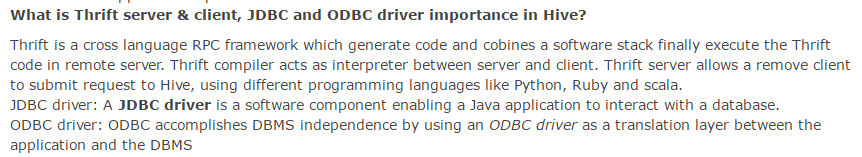 What is Thrift server & client, JDBC and ODBC driver importance in Hive?
Thrift is a cross language RPC framework which generate code and cobines a software stack finally execute the Thrift
code in remote server. Thrift compiler acts as interpreter between server and client. Thrift server allows a remove client
to submit request to Hive, using different programming languages like Python, Ruby and scala.
JDBC driver: A JDBC driver is a software component enabling a Java application to interact with a database.
ODBC driver: ODBC accomplishes DBMS independence by using an ODBC driver as a translation layer between the
application and the DBMS